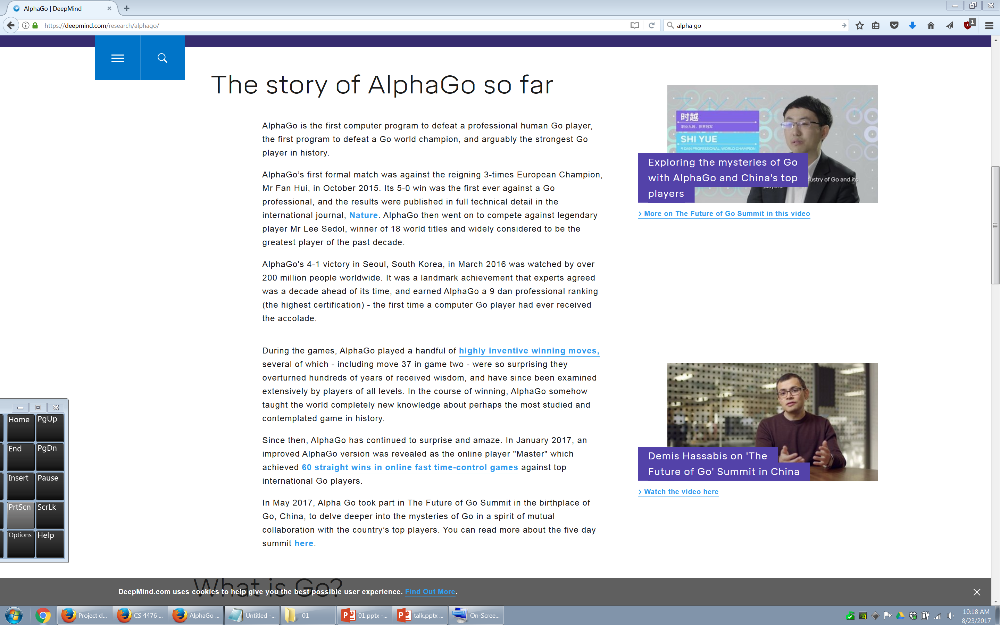 AlphaGo | DeepMind
https://deepmind.com/research/alphago/
alpha go
1
The story of AlphaGo so far
AlphaGo is the first computer program to defeat a professional human Go player,
the first program to defeat a Go world champion, and arguably the strongest Go
player in history.
AlphaGo’s first formal match was against the reigning 3-times European Champion,
Mr Fan Hui, in October 2015. Its 5-0 win was the first ever against a Go
professional, and the results were published in full technical detail in the
international journal, Nature. AlphaGo then went on to compete against legendary
player Mr Lee Sedol, winner of 18 world titles and widely considered to be the
greatest player of the past decade.
AlphaGo's 4-1 victory in Seoul, South Korea, in March 2016 was watched by over
200 million people worldwide. It was a landmark achievement that experts agreed
was a decade ahead of its time, and earned AlphaGo a 9 dan professional ranking
(the highest certification) - the first time a computer Go player had ever received
the accolade.
During the games, AlphaGo played a handful of highly inventive winning moves,
several of which - including move 37 in game two - were so surprising they
overturned hundreds of years of received wisdom, and have since been examined
extensively by players of all levels. In the course of winning, AlphaGo somehow
taught the world completely new knowledge about perhaps the most studied and
contemplated game in history.
Since then, AlphaGo has continued to surprise and amaze. In January 2017, an
improved AlphaGo version was revealed as the online player "Master" which
achieved 60 straight wins in online fast time-control games against top
international Go players.
In May 2017, Alpha Go took part in The Future of Go Summit in the birthplace of
Go, China, to delve deeper into the mysteries of Go in a spirit of mutual
collaboration with the country’s top players. You can read more about the five day
summit here.
时越
职业九段，世界冠军
SHI YUE
9 DAN PROFESSIONAL, WORLD CHAMPION
Exploring the mysteries of Go
with AlphaGo and China's top
players
dustry of Go and its
players.
> More on The Future of Go Summit in this video
Demis Hassabis on 'The
Future of Go' Summit in China
> Watch the video here
Home PgUp
End PgDn
Insert Pause
PrtScn ScrLk
Options Help
What is Go?
DeepMind.com uses cookies to help give you the best possible user experience. Find Out More.
Project d...
CS 4476 ...
AlphaGo ...
Untitled -...
01
01.pptx -...
talk.pptx ...
On-Scree...
10:18 AM
8/23/2017